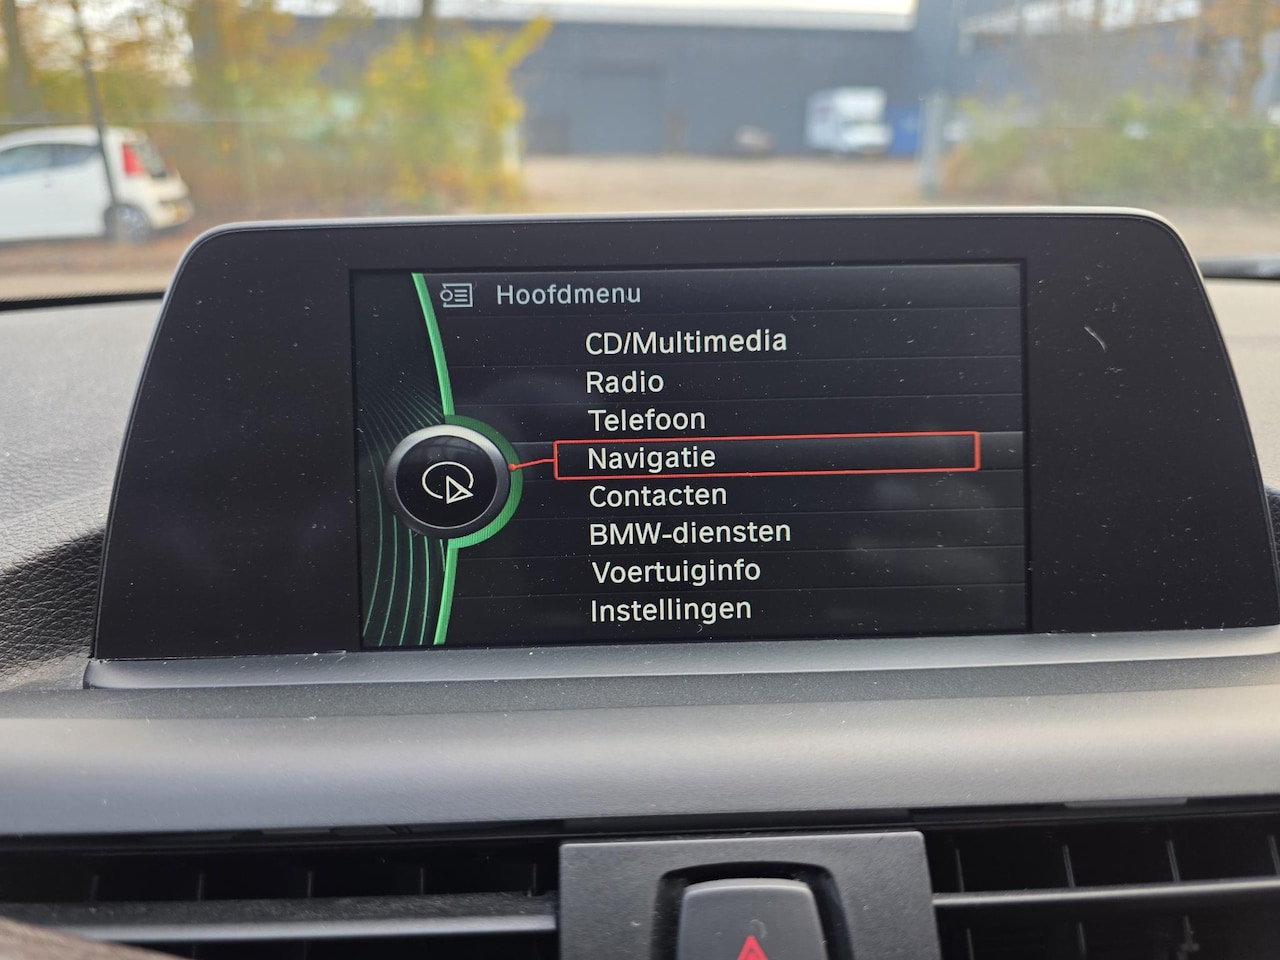 Hoofdmenu
CD/Multimedia
Radio
Telefoon
Navigatie
Contacten
BMW-diensten
Voertuiginfo
Instellingen